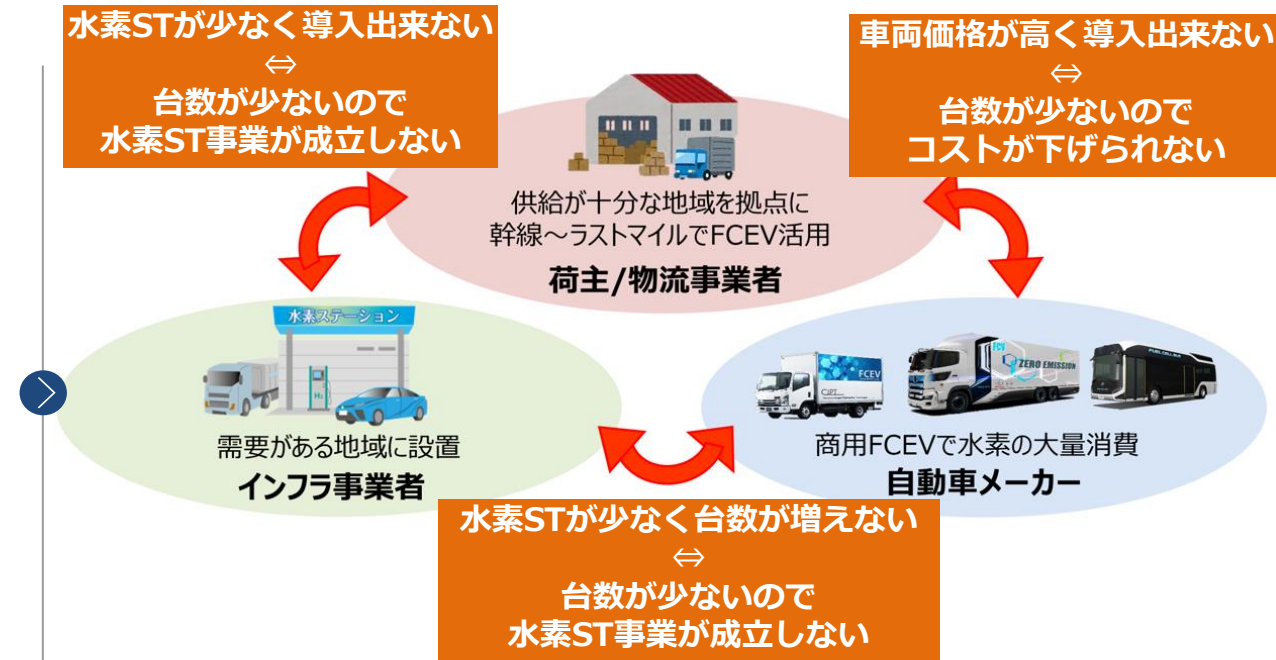 水素STが少なく導入出来ない
⇔
台数が少ないので
水素ST事業が成立しない
車両価格が高く導入出来ない
⇔
台数が少ないので
コストが下げられない
供給が十分な地域を拠点に
幹線～ラストマイルでFCEV活用
荷主/物流事業者
水素ステーション
H₂
需要がある地域に設置
インフラ事業者
FCEV
CJPT
FCV
ZERO EMISSION
FUEL CELL BUS
商用FCEVで水素の大量消費
自動車メーカー
水素STが少なく台数が増えない
⇔
台数が少ないので
水素ST事業が成立しない